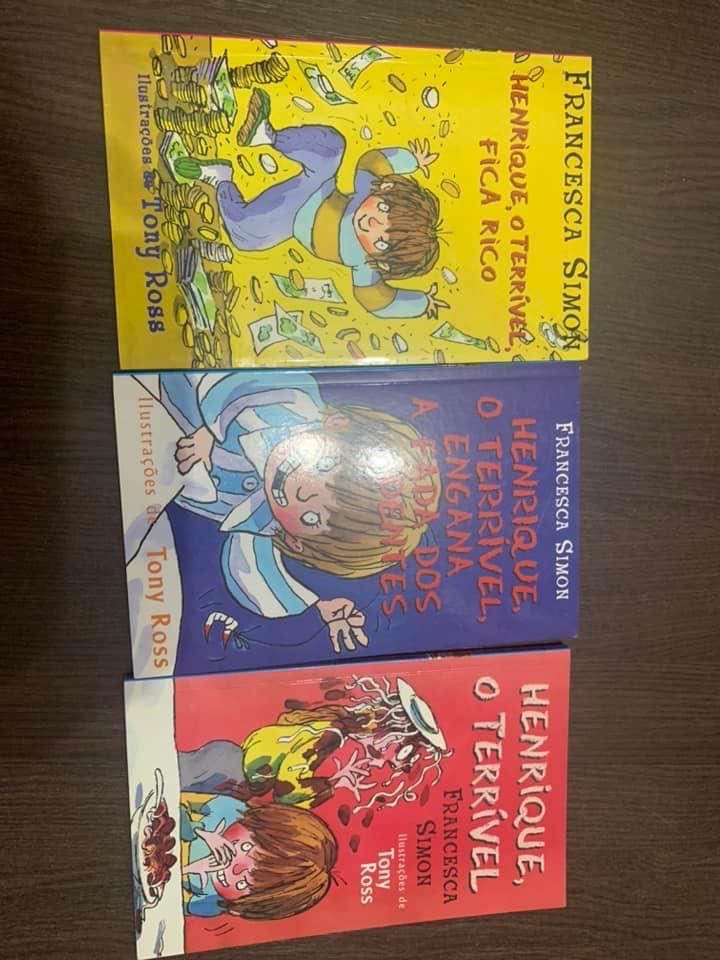 FRANCESCA SIMON
HENRIQUE, O TERRÍVEL,
FICA RICO
Ilustrações de Tony Ross
FRANCESCA SIMON
HENRIQUE,
O TERRÍVEL,
ENGANA
A FADA DOS
DENTES
Ilustrações de Tony Ross
HENRIQUE,
O TERRÍVEL
FRANCESCA
SIMON
Ilustrações de
Tony
Ross